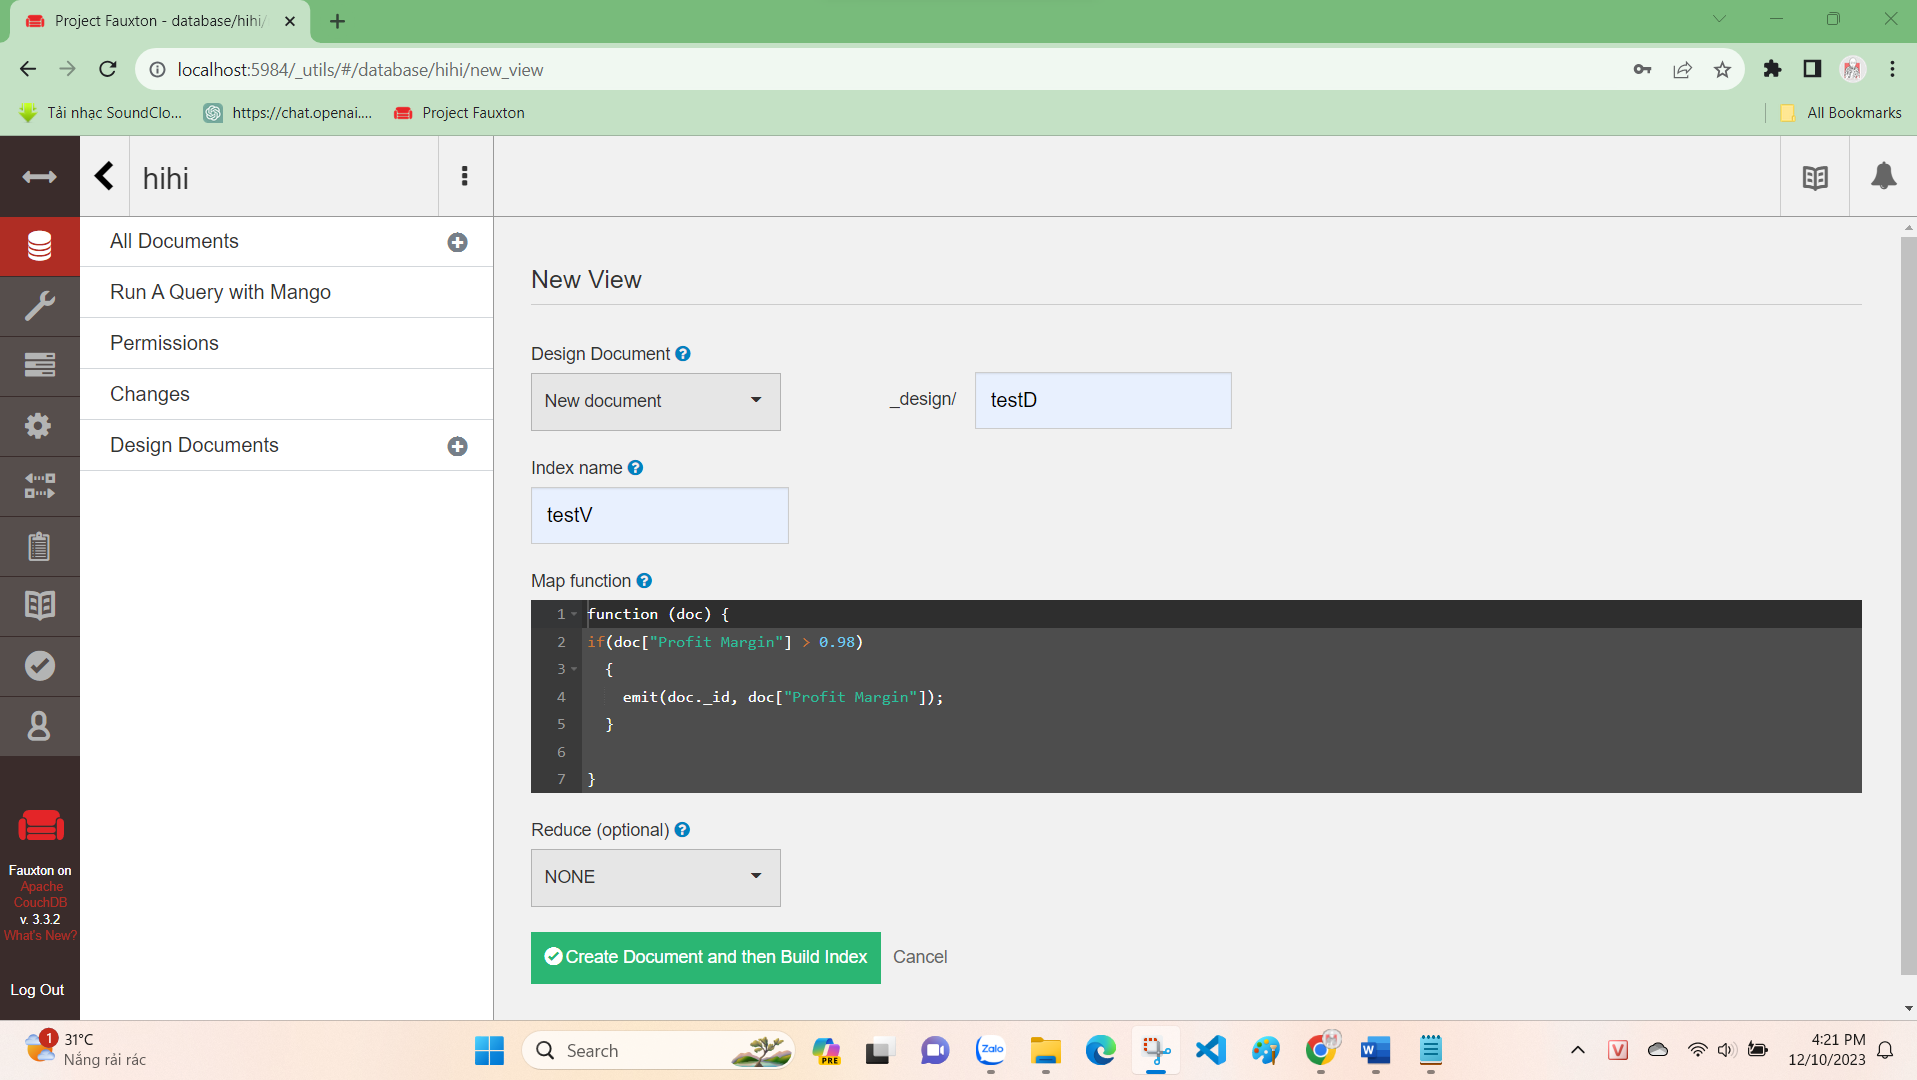 Project Fauxton - database/hihi/
localhost:5984/_utils/#/database/hihi/new_view
Tải nhạc SoundClo...
https://chat.openai....
Project Fauxton
All Bookmarks
hihi
All Documents
Run A Query with Mango
Permissions
Changes
Design Documents
New View
Design Document
New document
_design/
testD
Index name
testV
Map function
1 function (doc) {
2 if(doc["Profit Margin"] > 0.98)
3 {
4 emit(doc._id, doc["Profit Margin"]);
5 }
6
7 }
Reduce (optional)
NONE
Create Document and then Build Index
Cancel
Fauxton on
Apache
CouchDB
v. 3.3.2
What's New?
Log Out
1
31°C
Nắng rải rác
Search
PRE
Zalo
W
V
4:21 PM
12/10/2023